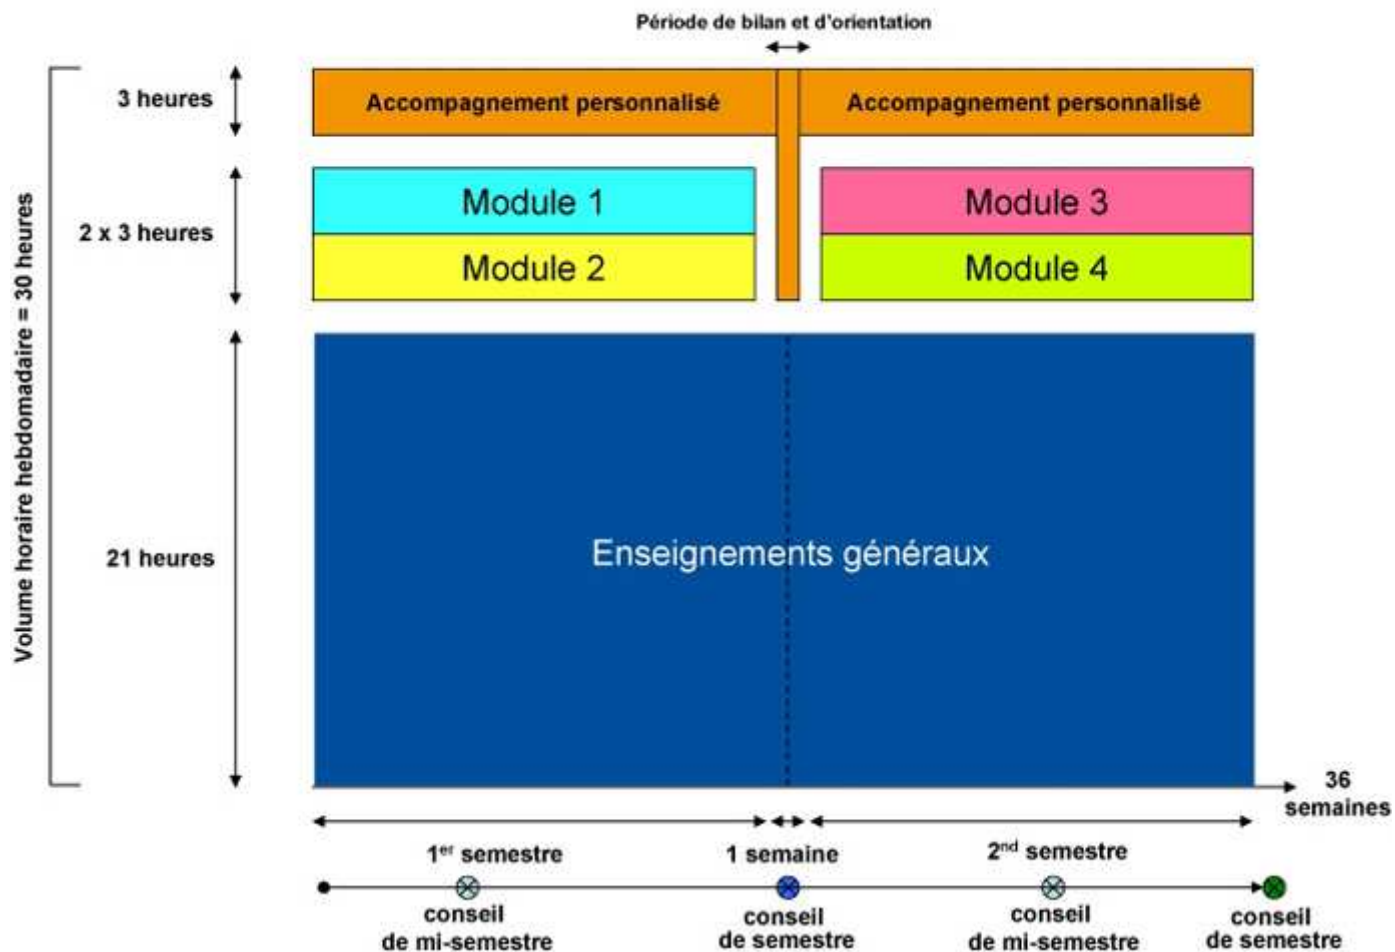 Période de bilan et d'orientation
3 heures
Accompagnement personnalisé
Accompagnement personnalisé
Volume horaire hebdomadaire = 30 heures
2 x 3 heures
Module 1
Module 3
Module 2
Module 4
21 heures
Enseignements généraux
36
semaines
1er semestre
1 semaine
2nd semestre
conseil
de mi-semestre
conseil
de semestre
conseil
de mi-semestre
conseil
de semestre